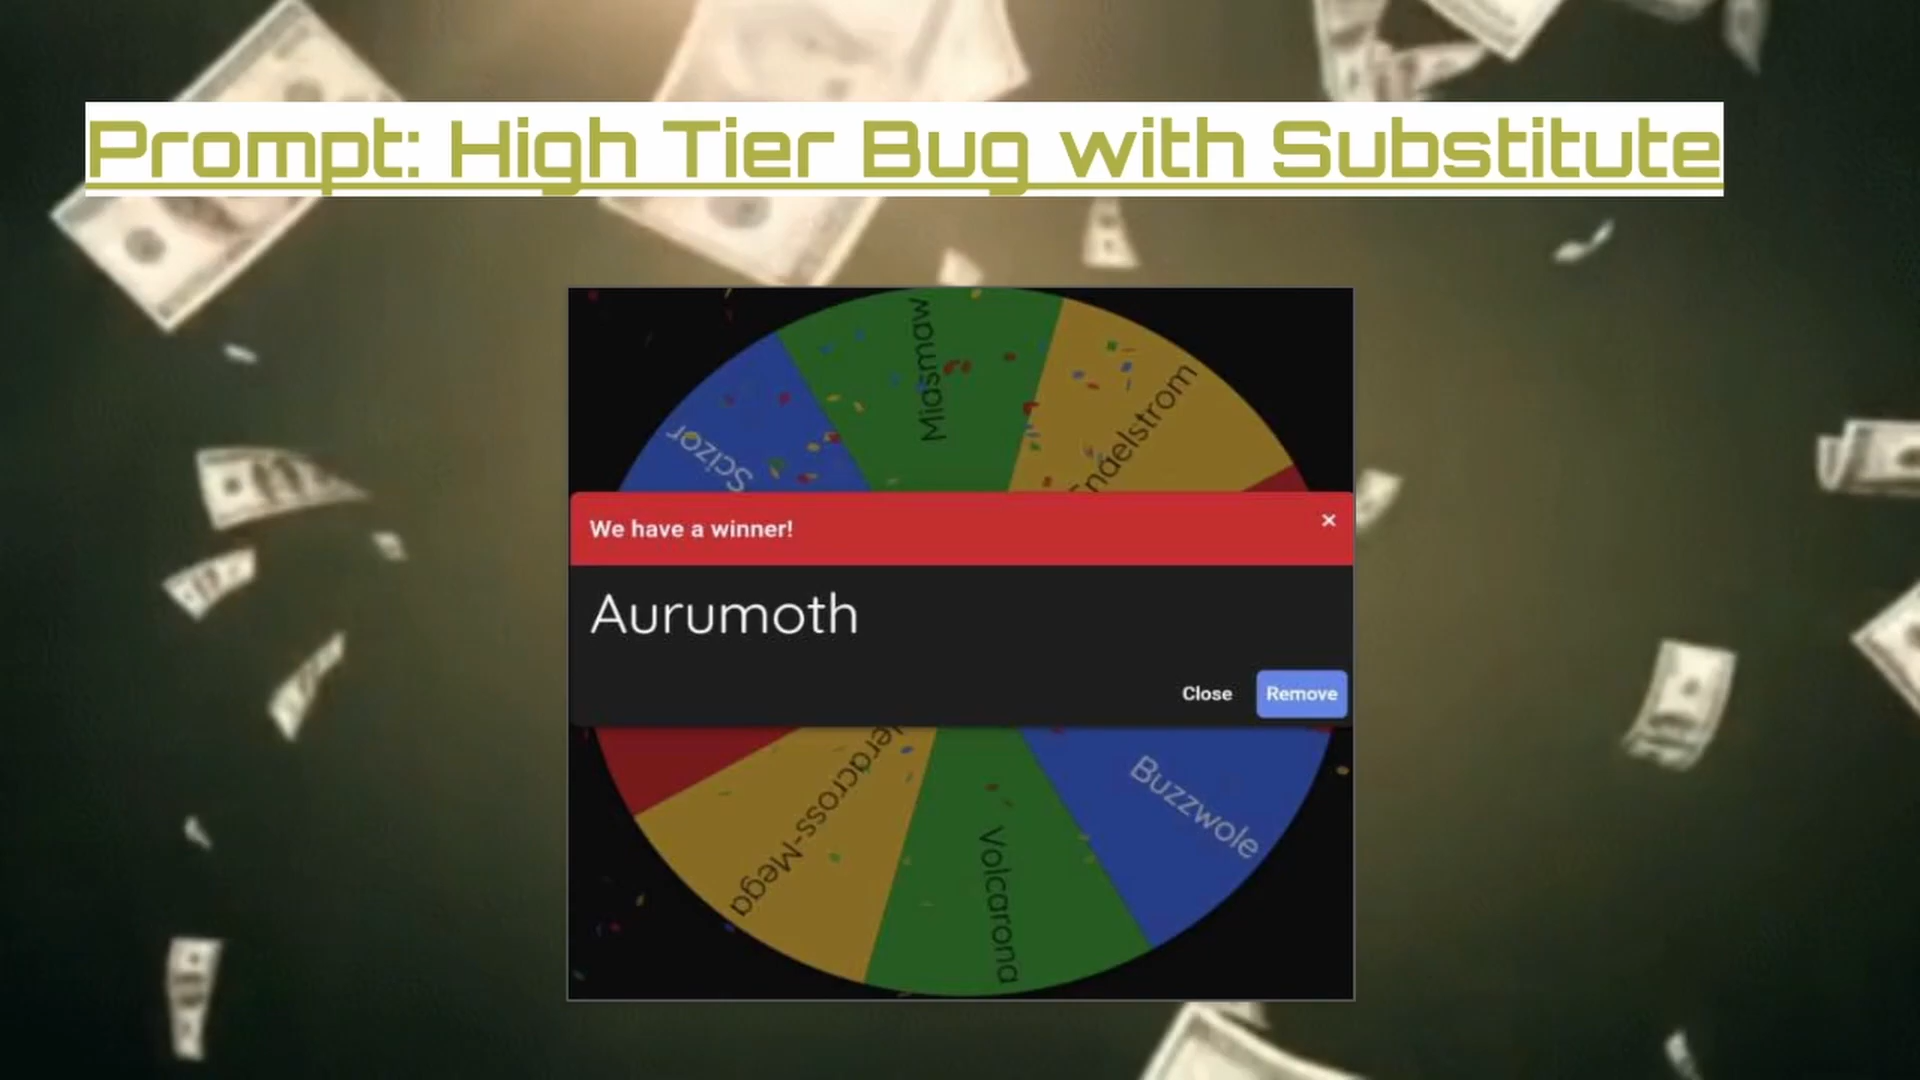 Prompt: High Tier Bug with Substitute
Miasmaw
Scizor
We have a winner!
×
Aurumoth
Close
Remove
Buzzwole
Volcarona